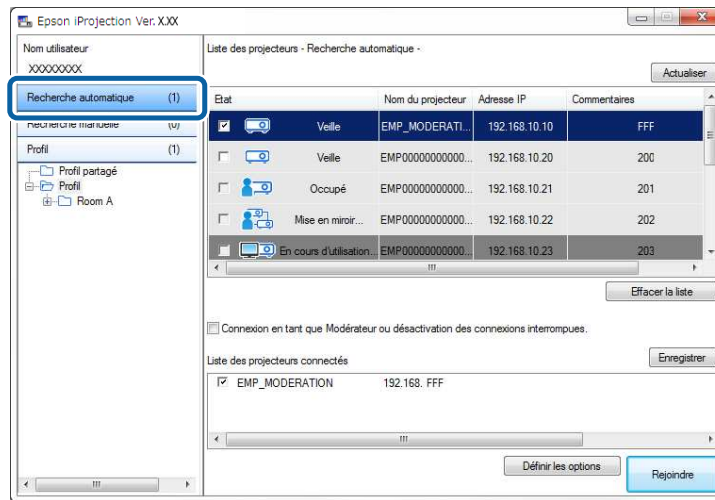 Epson iProjection Ver. X.XX
Nom utilisateur
XXXXXXXX
Recherche automatique (1)
Recherche manuelle (0)
Profil (1)
Profil partagé
Profil
Room A
Liste des projecteurs - Recherche automatique -
Actualiser
Etat Nom du projecteur Adresse IP Commentaires
Veille EMP_MODERATI... 192.168.10.10 FFF
Veille EMP00000000000... 192.168.10.20 200
Occupé EMP00000000000... 192.168.10.21 201
Mise en miroir... EMP00000000000... 192.168.10.22 202
En cours d'utilisation... EMP00000000000... 192.168.10.23 203
Effacer la liste
Connexion en tant que Modérateur ou désactivation des connexions interrompues.
Liste des projecteurs connectés
Enregistrer
EMP_MODERATION 192.168. FFF
Définir les options
Rejoindre